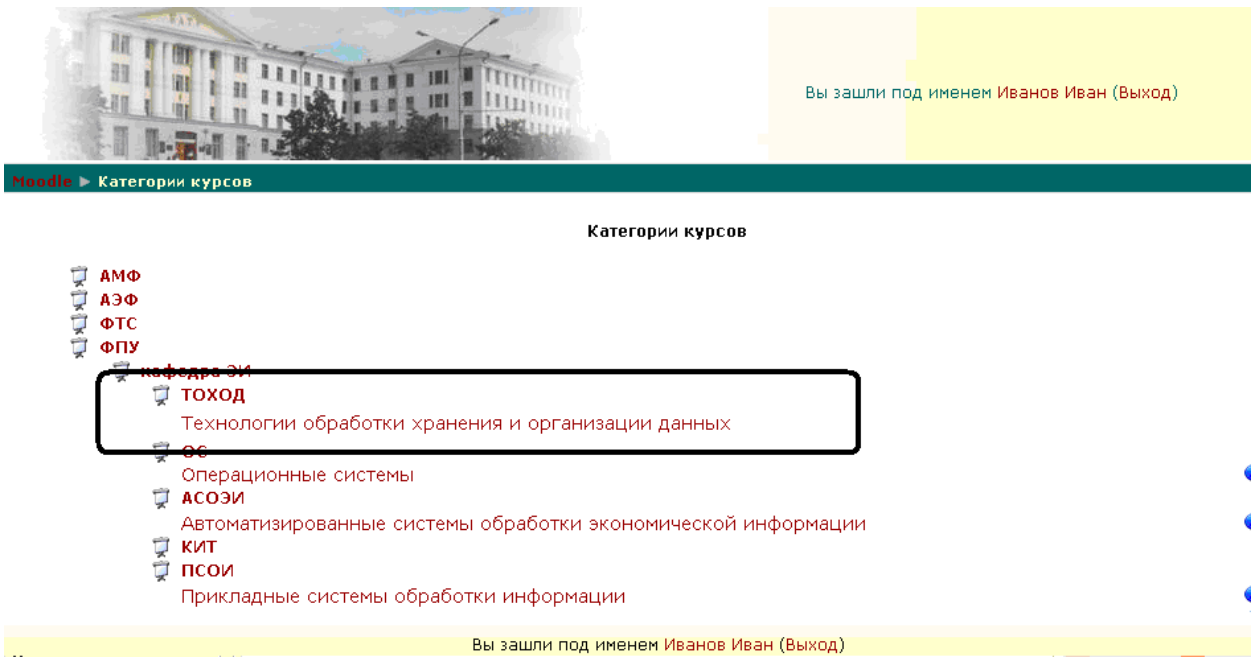 Вы зашли под именем Иванов Иван (Выход)
Moodle ► Категории курсов
Категории курсов
АМФ
АЭФ
ФТС
ФПУ
кафедра ЭИ
ТОХОД
Технологии обработки хранения и организации данных
ОС
Операционные системы
АСОЭИ
Автоматизированные системы обработки экономической информации
КИТ
ПСОИ
Прикладные системы обработки информации
Вы зашли под именем Иванов Иван (Выход)